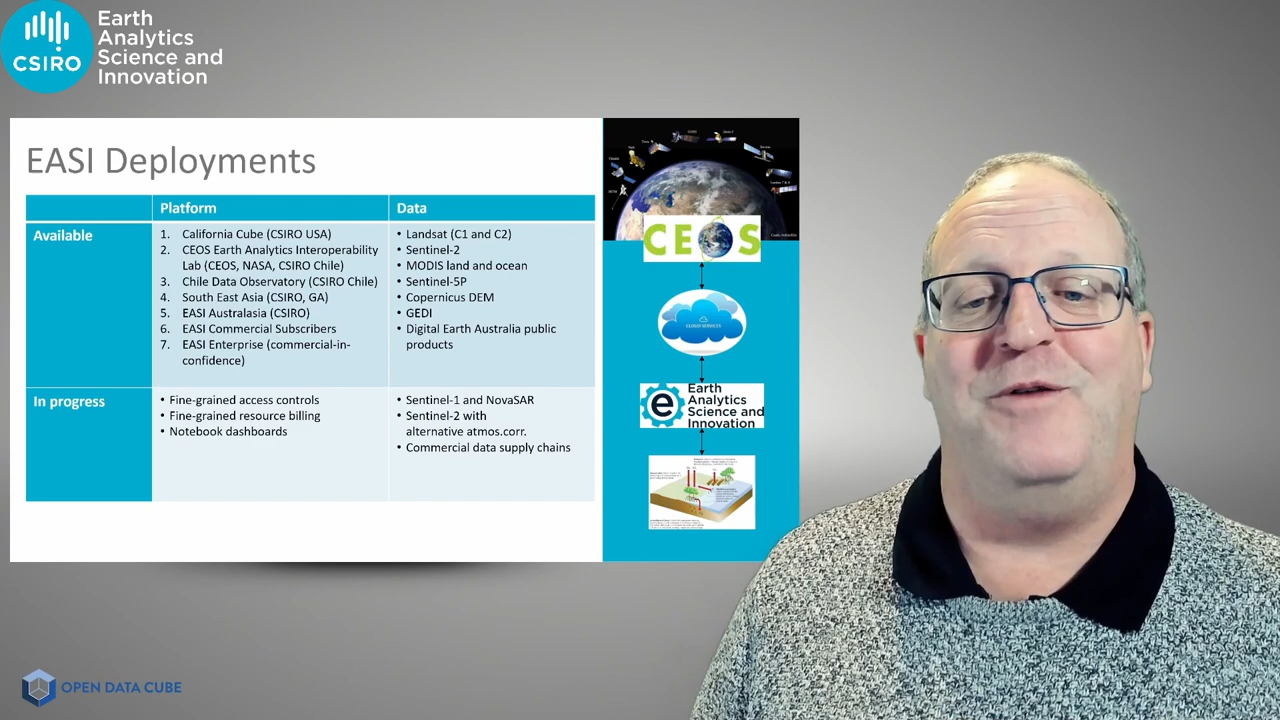 CSIRO
Earth
Analytics
Science and
Innovation
EASI Deployments
Platform
Data
Available
1. California Cube (CSIRO USA)
2. CEOS Earth Analytics Interoperability
Lab (CEOS, NASA, CSIRO Chile)
3. Chile Data Observatory (CSIRO Chile)
4. South East Asia (CSIRO, GA)
5. EASI Australasia (CSIRO)
6. EASI Commercial Subscribers
7. EASI Enterprise (commercial-in-
confidence)
• Landsat (C1 and C2)
• Sentinel-2
• MODIS land and ocean
• Sentinel-5P
• Copernicus DEM
• GEDI
• Digital Earth Australia public
products
In progress
• Fine-grained access controls
• Fine-grained resource billing
• Notebook dashboards
• Sentinel-1 and NovaSAR
• Sentinel-2 with
alternative atmos.corr.
• Commercial data supply chains
CEOS
CLOUD SERVICES
e
Earth
Analytics
Science and
Innovation
OPEN DATA CUBE